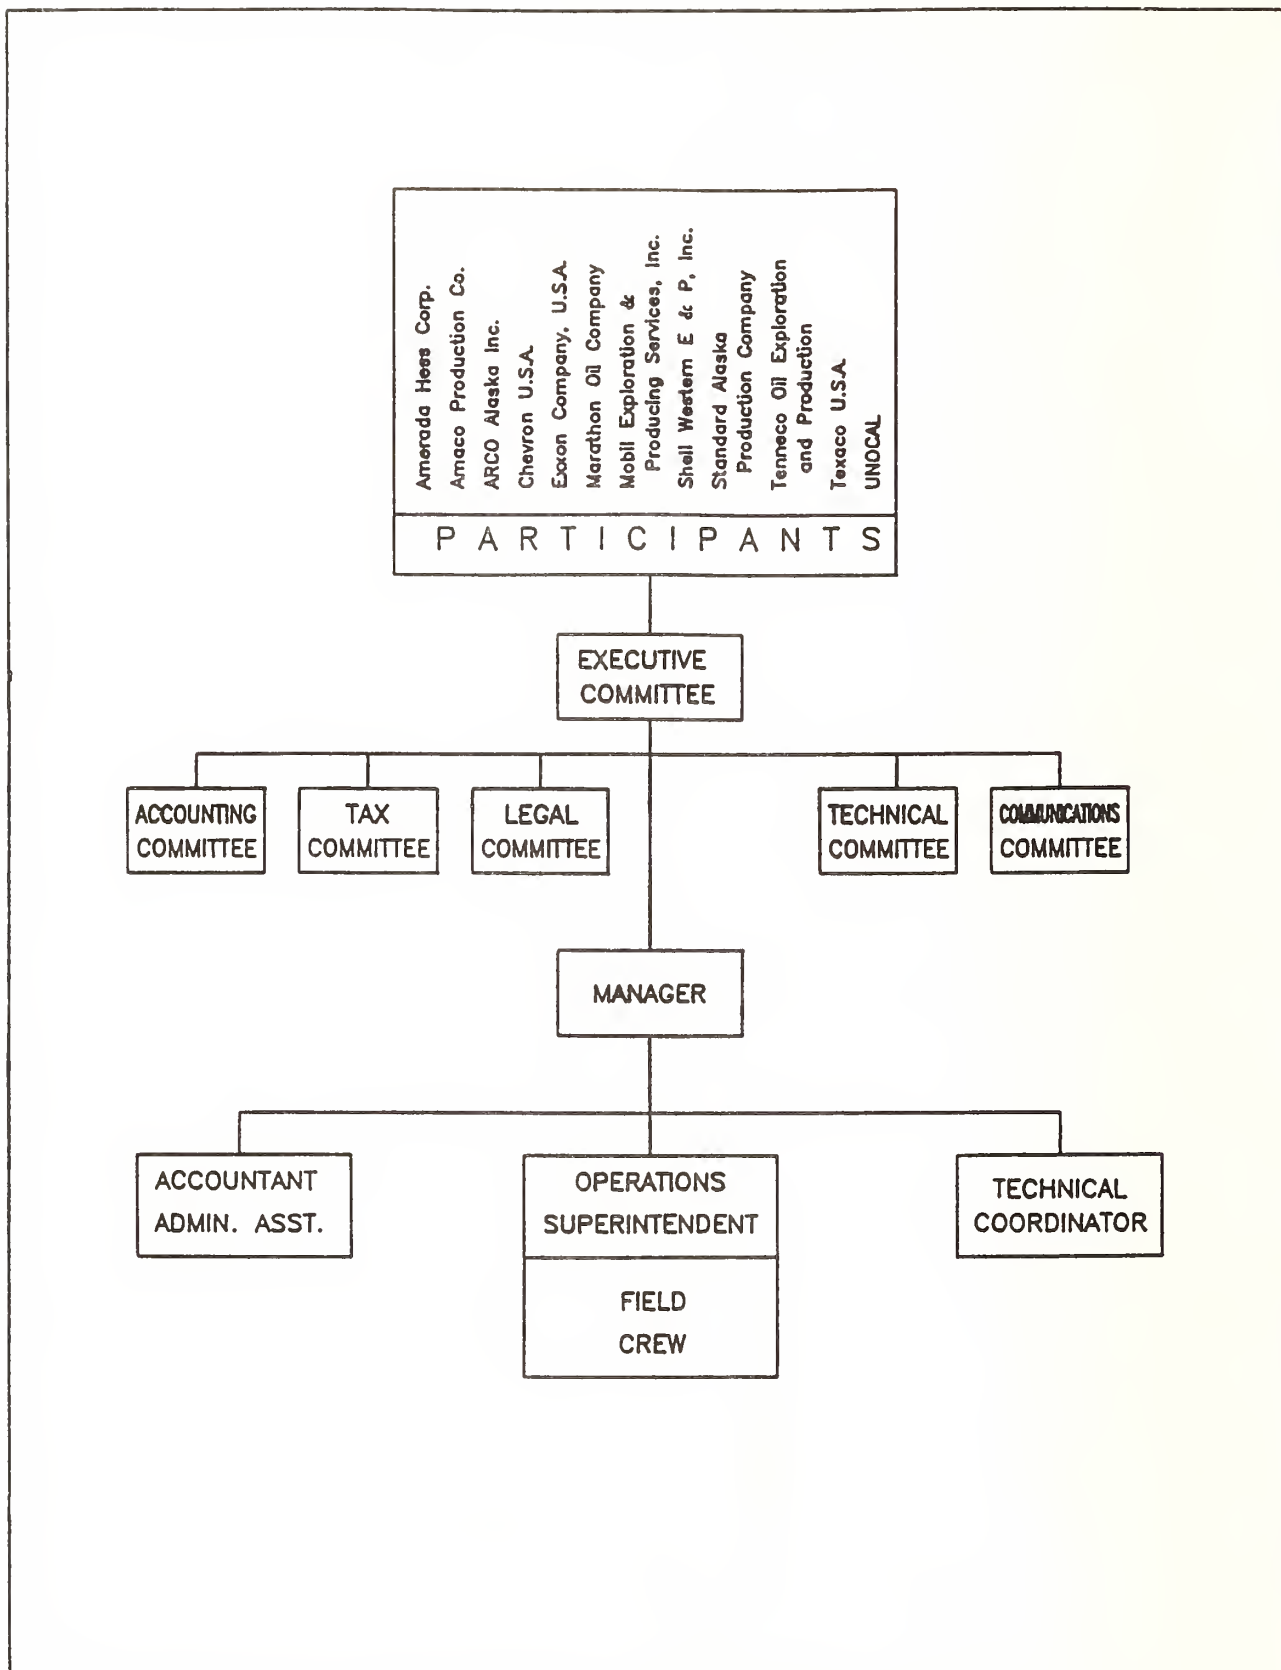 Amerada Hess Corp.
Amaco Production Co.
ARCO Alaska Inc.
Chevron U.S.A.
Exxon Company, U.S.A.
Marathon Oil Company
Mobil Exploration &
Producing Services, Inc.
Shell Western E & P, Inc.
Standard Alaska
Production Company
Tenneco Oil Exploration
and Production
Texaco U.S.A.
UNOCAL
PARTICIPANTS
EXECUTIVE
COMMITTEE
ACCOUNTING
COMMITTEE
TAX
COMMITTEE
LEGAL
COMMITTEE
TECHNICAL
COMMITTEE
COMMUNICATIONS
COMMITTEE
MANAGER
ACCOUNTANT
ADMIN. ASST.
OPERATIONS
SUPERINTENDENT
FIELD
CREW
TECHNICAL
COORDINATOR